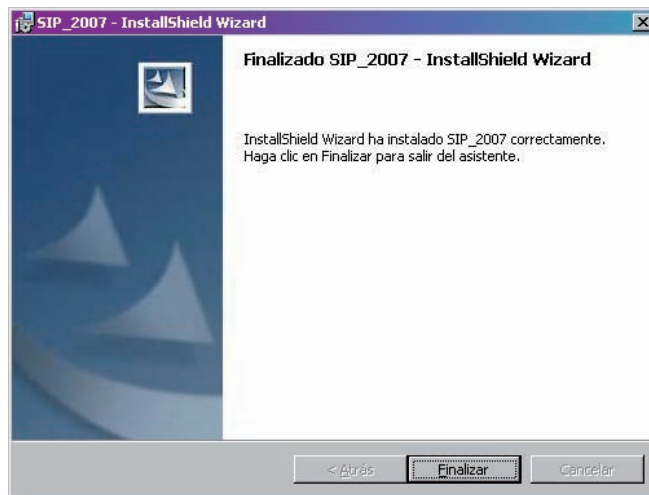 SIP_2007 - InstallShield Wizard
Finalizado SIP_2007 - InstallShield Wizard
InstallShield Wizard ha instalado SIP_2007 correctamente.
Haga clic en Finalizar para salir del asistente.
< Atrás
Finalizar
Cancelar